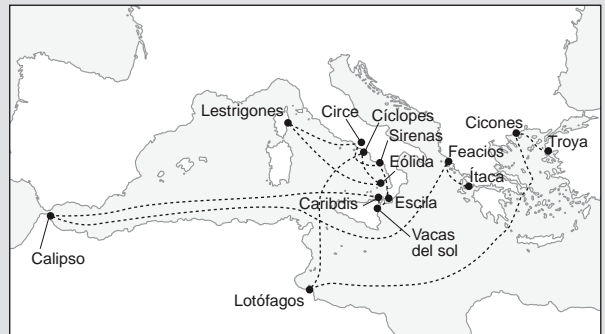 Lestrigones
Circe
Cíclopes
Sirenas
Cicones
Troya
Feacios
Eólida
Ítaca
Caribdis
Escila
Vacas
del sol
Calipso
Lotófagos